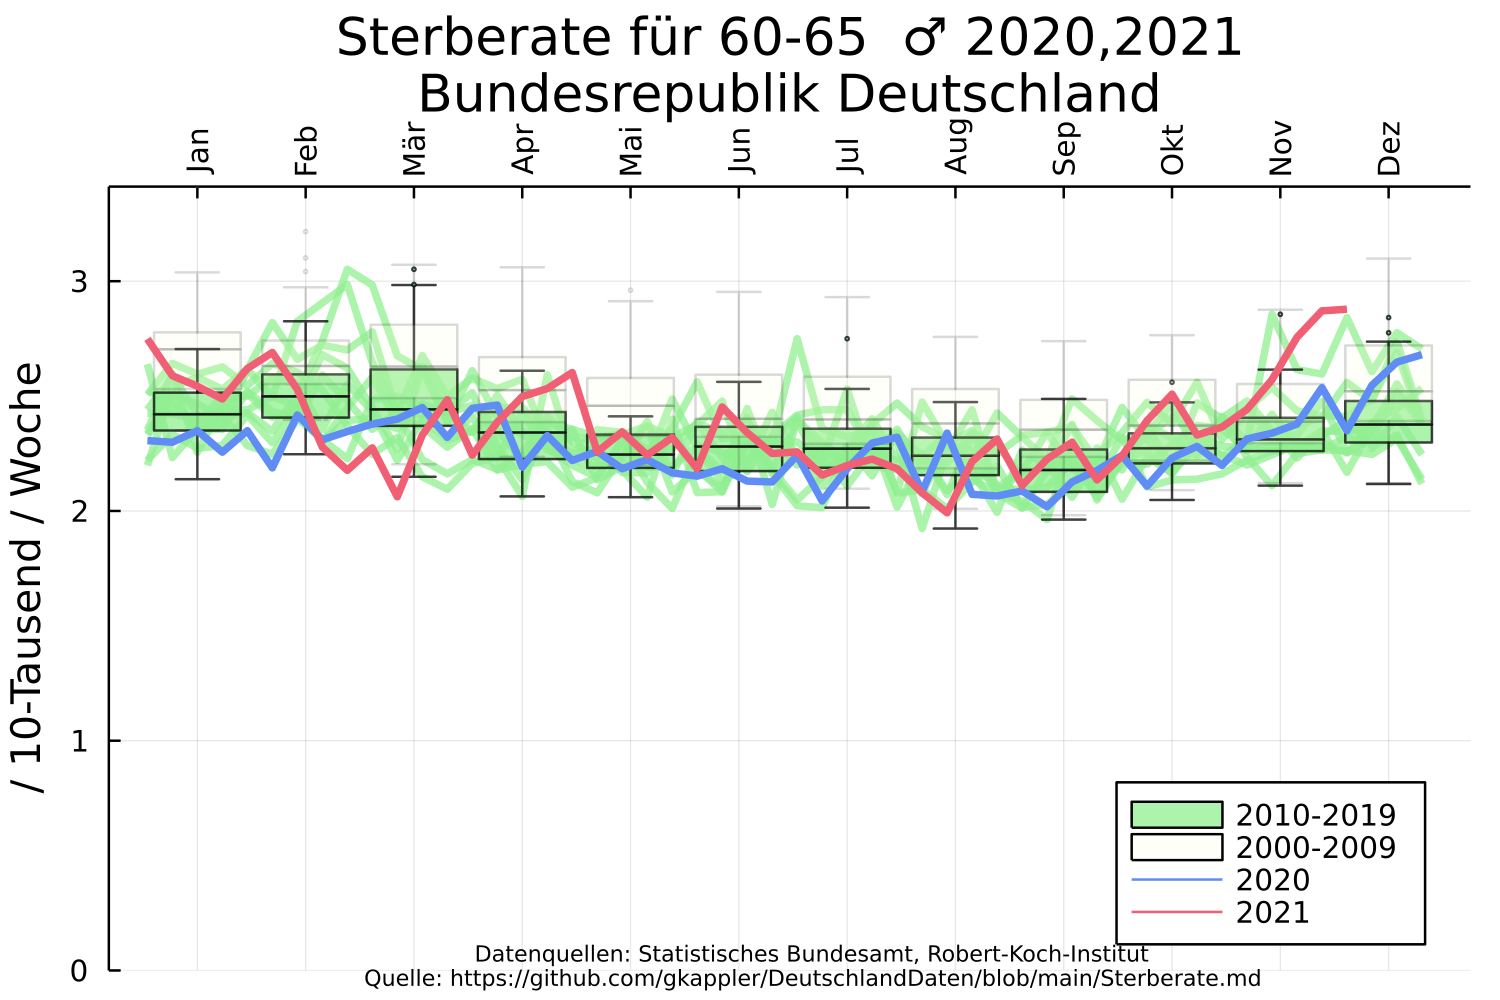 Sterberate für 60-65 ♂ 2020,2021
Bundesrepublik Deutschland
Jan
Feb
Mär
Apr
Mai
Jun
Jul
Aug
Sep
Okt
Nov
Dez
/ 10-Tausend / Woche
3
2
1
0
2010-2019
2000-2009
2020
2021
Datenquellen: Statistisches Bundesamt, Robert-Koch-Institut
Quelle: https://github.com/gkappler/DeutschlandDaten/blob/main/Sterberate.md